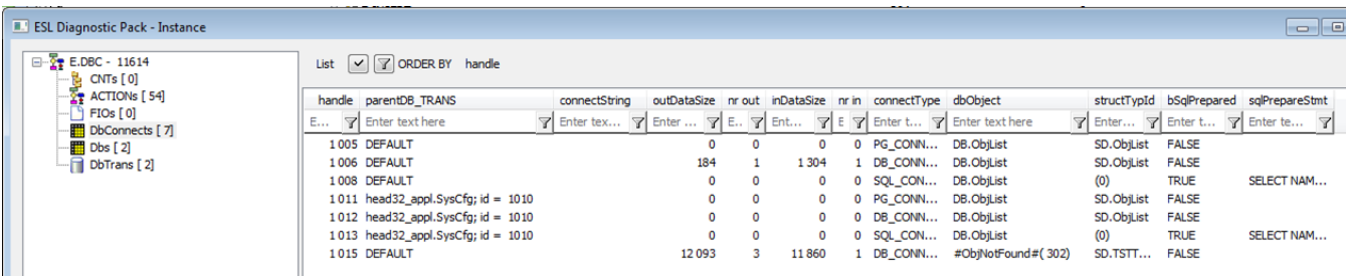 ESL Diagnostic Pack - Instance
E.DBC - 11614
CNTs [ 0]
ACTIONs [ 54]
FIOs [ 0]
DbConnects [ 7]
Dbs [ 2]
DbTrans [ 2]
List ORDER BY handle
handle parentDB_TRANS connectString outDataSize nr out inDataSize nr in connectType dbObject structTypId bSqlPrepared sqlPrepareStmt
E... Enter text here Enter tex... Enter ... E.. Ent... E Enter t... Enter text here Enter... Enter t... Enter te...
1 005 DEFAULT 0 0 0 0 PG_CONN... DB.ObjList SD.ObjList FALSE
1 006 DEFAULT 184 1 1 304 1 DB_CONN... DB.ObjList SD.ObjList FALSE
1 008 DEFAULT 0 0 0 0 SQL_CON... DB.ObjList (0) TRUE SELECT NAM...
1 011 head32_appl.SysCfg; id = 1010 0 0 0 0 PG_CONN... DB.ObjList SD.ObjList FALSE
1 012 head32_appl.SysCfg; id = 1010 0 0 0 0 DB_CONN... DB.ObjList SD.ObjList FALSE
1 013 head32_appl.SysCfg; id = 1010 0 0 0 0 SQL_CON... DB.ObjList (0) TRUE SELECT NAM...
1 015 DEFAULT 12 093 3 11 860 1 DB_CONN... #ObjNotFound#( 302) SD.TSTT... FALSE